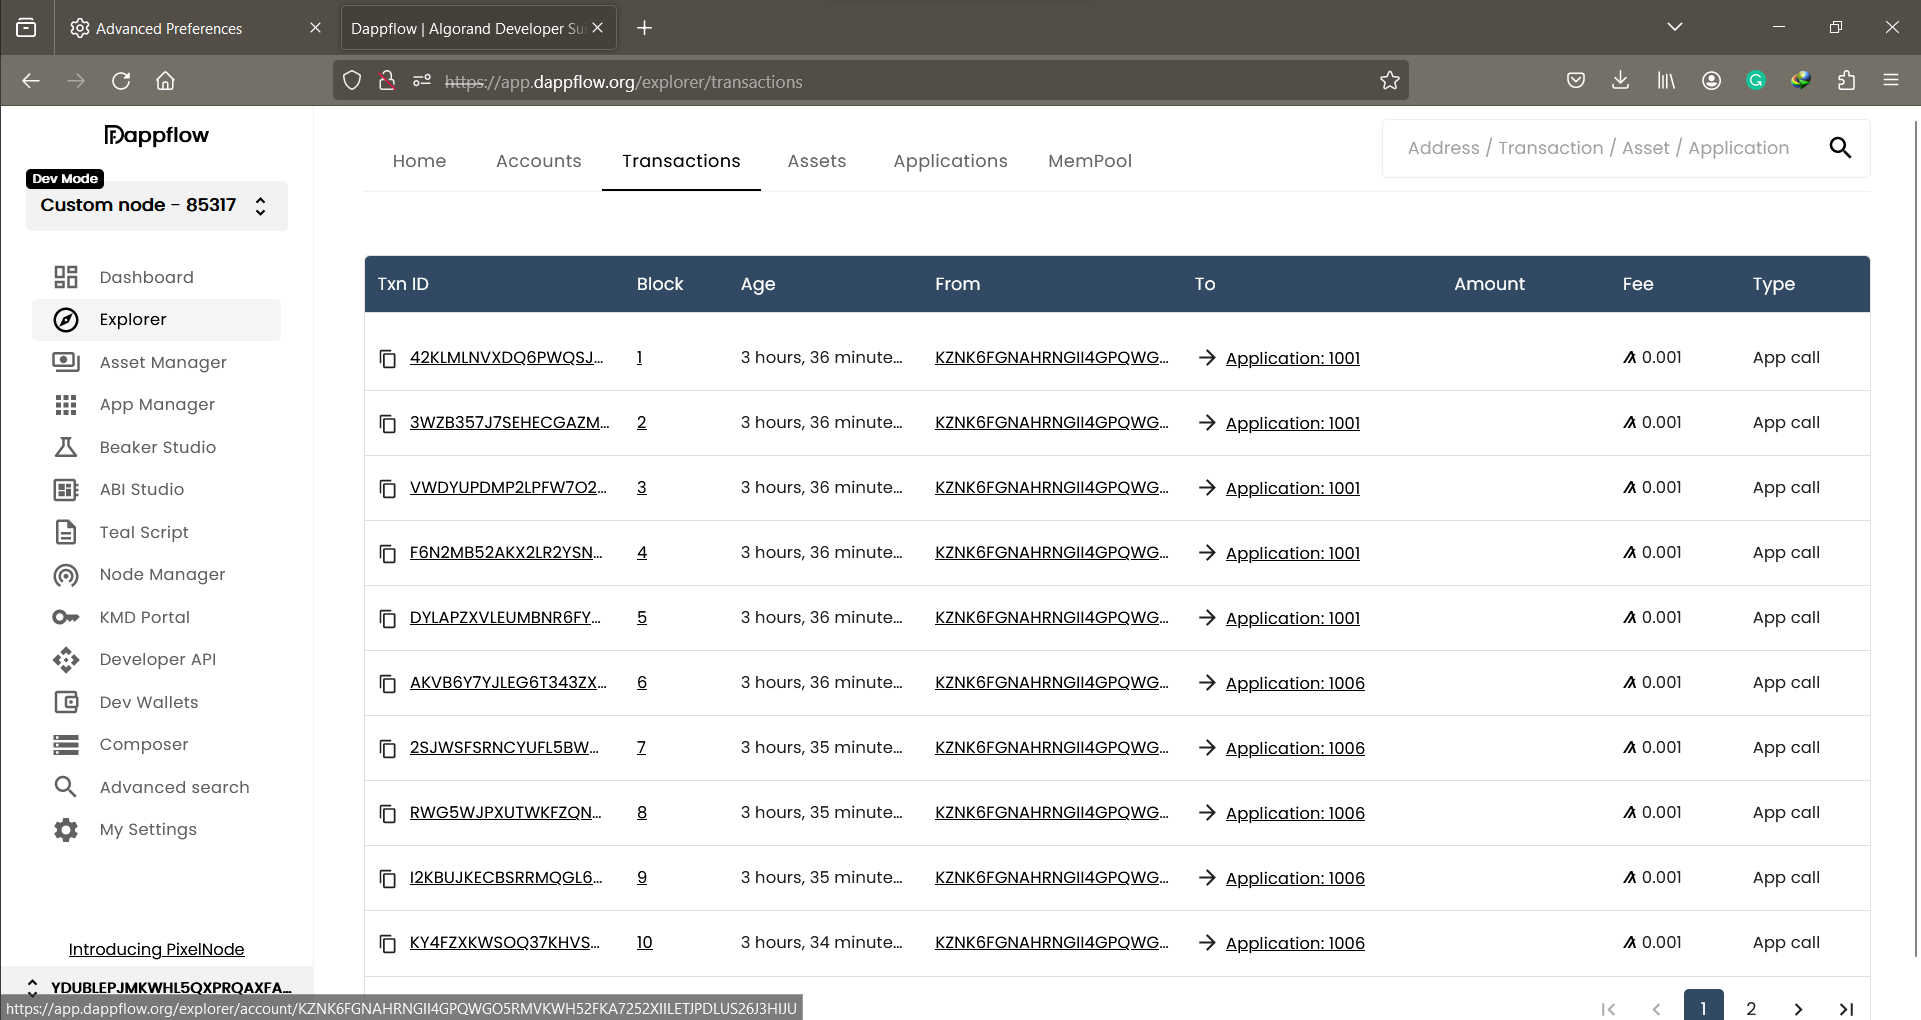 Advanced Preferences
Dappflow | Algorand Developer Sui
https://app.dappflow.org/explorer/transactions
Dappflow
Dev Mode
Custom node - 85317
Dashboard
Explorer
Asset Manager
App Manager
Beaker Studio
ABI Studio
Teal Script
Node Manager
KMD Portal
Developer API
Dev Wallets
Composer
Advanced search
My Settings
Introducing PixelNode
YDUBLEPJMKWHL5QXPRQAXFA...
Home Accounts Transactions Assets Applications MemPool
Address / Transaction / Asset / Application
Txn ID Block Age From To Amount Fee Type
42KLMLNVXDQ6PWQSJ... 1 3 hours, 36 minute... KZNK6FGNAHRNGII4GPQWG... Application: 1001 0.001 App call
3WZB357J7SEHECGAZM... 2 3 hours, 36 minute... KZNK6FGNAHRNGII4GPQWG... Application: 1001 0.001 App call
VWDYUPDMP2LPFW7O2... 3 3 hours, 36 minute... KZNK6FGNAHRNGII4GPQWG... Application: 1001 0.001 App call
F6N2MB52AKX2LR2YSN... 4 3 hours, 36 minute... KZNK6FGNAHRNGII4GPQWG... Application: 1001 0.001 App call
DYLAPZXVLEUMBNR6FY... 5 3 hours, 36 minute... KZNK6FGNAHRNGII4GPQWG... Application: 1001 0.001 App call
AKVB6Y7YJLEG6T343ZX... 6 3 hours, 36 minute... KZNK6FGNAHRNGII4GPQWG... Application: 1006 0.001 App call
2SJWSFSRNCYUFL5BW... 7 3 hours, 35 minute... KZNK6FGNAHRNGII4GPQWG... Application: 1006 0.001 App call
RWG5WJPXUTWKFZQN... 8 3 hours, 35 minute... KZNK6FGNAHRNGII4GPQWG... Application: 1006 0.001 App call
I2KBUJKECBSRRMQGL6... 9 3 hours, 35 minute... KZNK6FGNAHRNGII4GPQWG... Application: 1006 0.001 App call
KY4FZXKWSOQ37KHVS... 10 3 hours, 34 minute... KZNK6FGNAHRNGII4GPQWG... Application: 1006 0.001 App call
1 2
https://app.dappflow.org/explorer/account/KZNK6FGNAHRNGII4GPQWGO5RMVKWH52FKA7252XIILETJPDLUS26J3HIJU